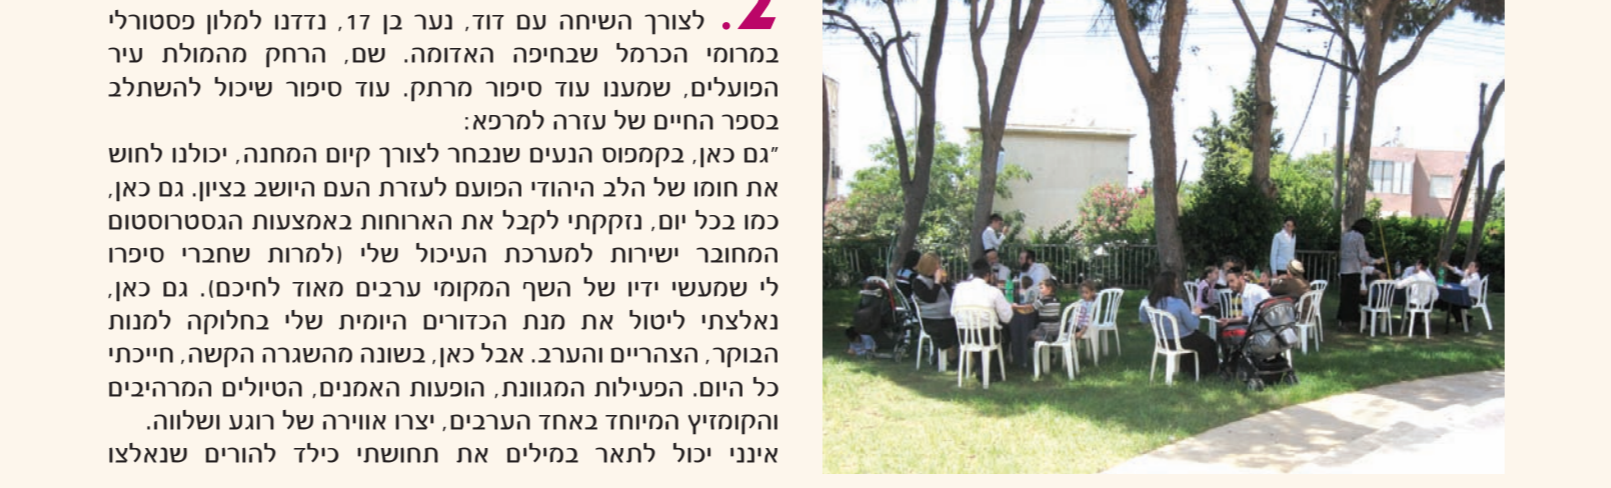 2. לצורך השיחה עם דוד, נער בן 17, נדדנו למלון פסטורלי
במרומי הכרמל שבחיפה האדומה. שם, הרחק מהמולת עיר
הפועלים, שמענו עוד סיפור מרתק. עוד סיפור שיכול להשתלב
בספר החיים של עזרה למרפא:
"גם כאן, בקמפוס הנעים שנבחר לצורך קיום המחנה, יכולנו לחוש
את חומו של הלב היהודי הפועם לעזרת העם היושב בציון. גם כאן,
כמו בכל יום, נזקקתי לקבל את הארוחות באמצעות הגסטרוסטום
המחובר ישירות למערכת העיכול שלי (למרות שחברי סיפרו
לי שמעשי ידיו של השף המקומי ערבים מאוד לחיכם). גם כאן,
נאלצתי ליטול את מנת הכדורים היומית שלי בחלוקה למנות
הבוקר, הצהריים והערב. אבל כאן, בשונה מהשגרה הקשה, חייכתי
כל היום. הפעילות המגוונת, הופעות האמנים, הטיולים המרהיבים
והקומזיץ המיוחד באחד הערבים, יצרו אווירה של רוגע ושלווה.
אינני יכול לתאר במילים את תחושתי כילד להורים שנאלצו